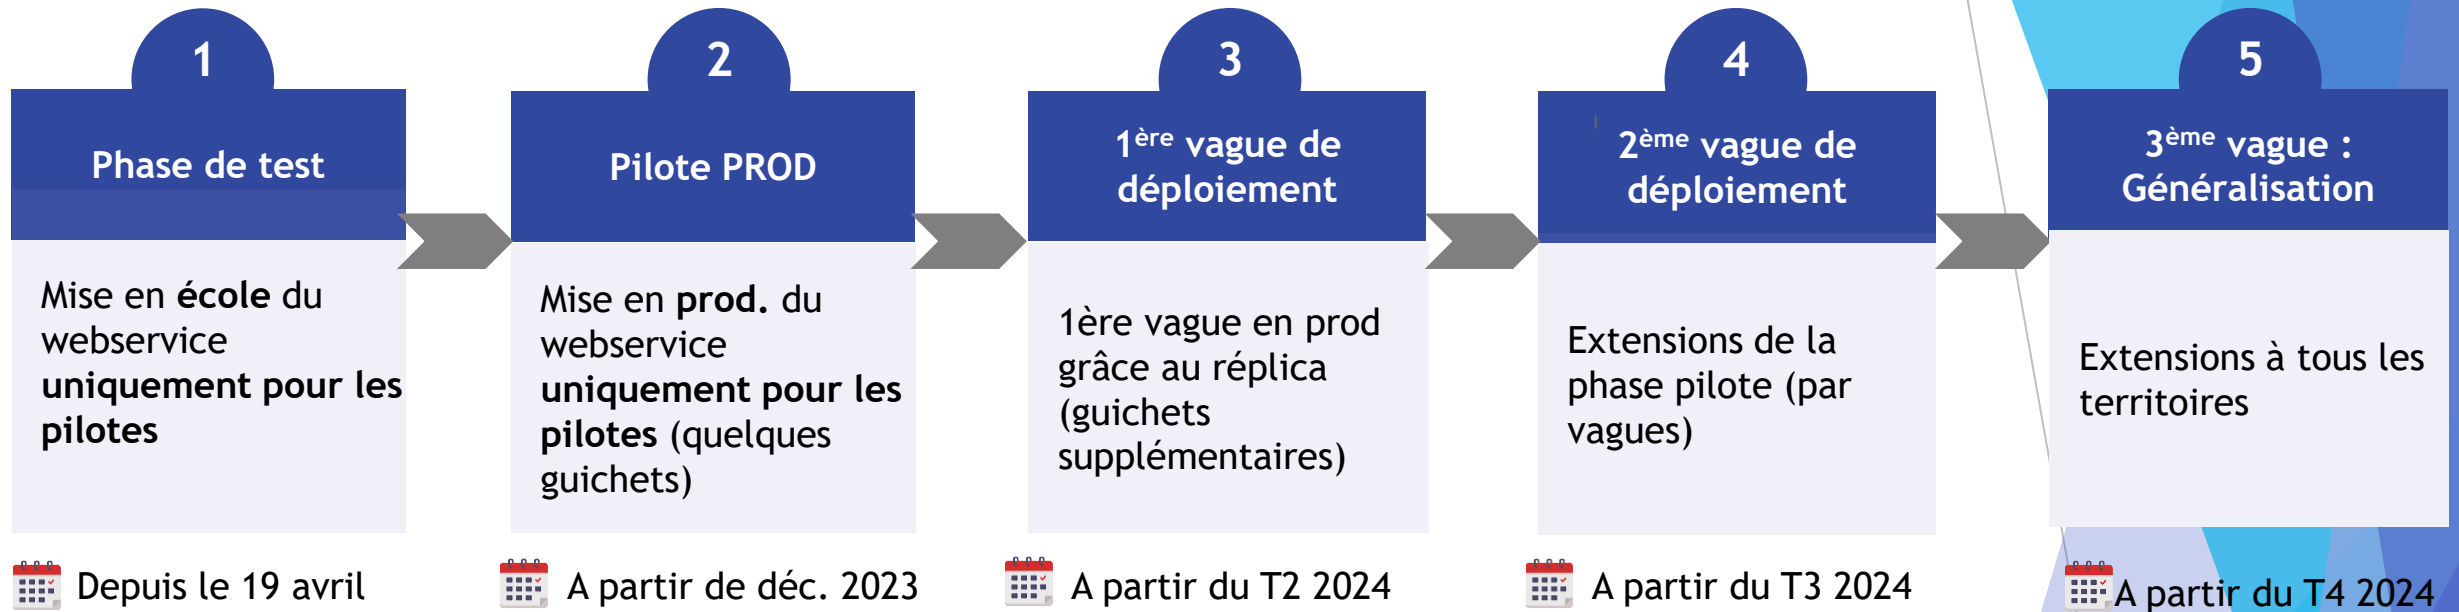 1
Phase de test
Mise en école du
webservice
uniquement pour les
pilotes
Depuis le 19 avril
2
Pilote PROD
Mise en prod. du
webservice
uniquement pour les
pilotes (quelques
guichets)
A partir de déc. 2023
3
1ère vague de
déploiement
1ère vague en prod
grâce au réplica
(guichets
supplémentaires)
A partir du T2 2024
4
2ème vague de
déploiement
Extensions de la
phase pilote (par
vagues)
A partir du T3 2024
5
3ème vague :
Généralisation
Extensions à tous les
territoires
A partir du T4 2024